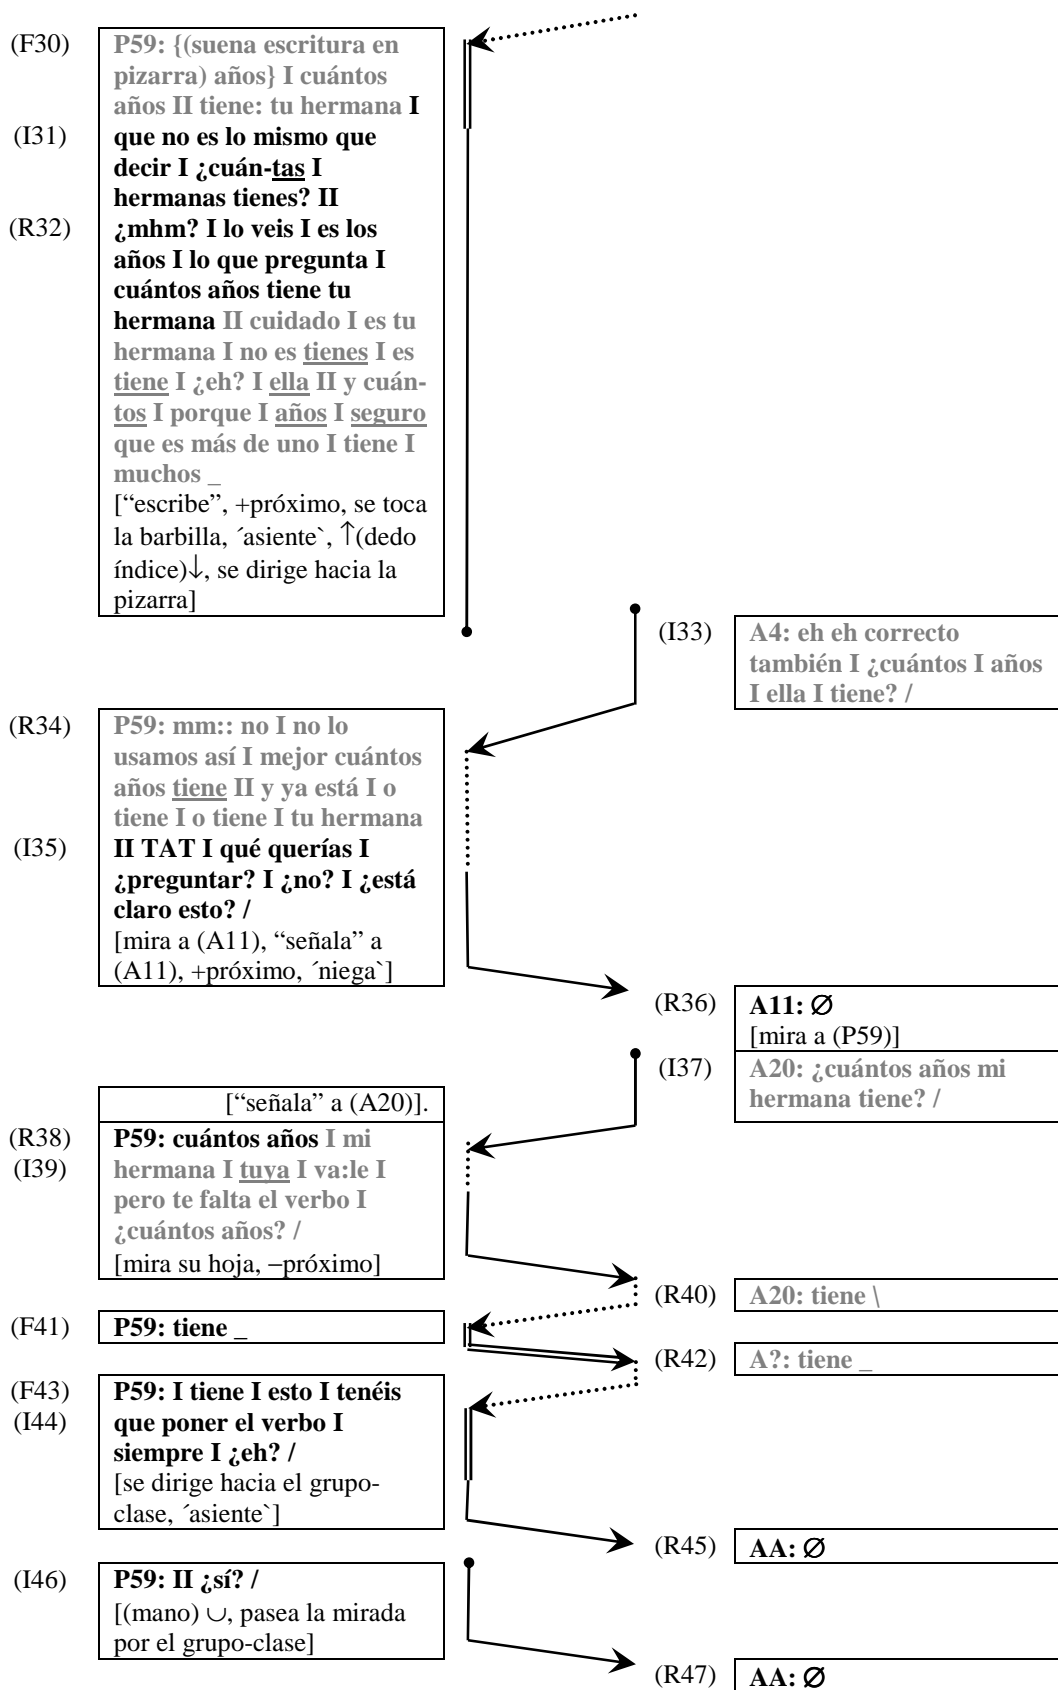 (F30) P59: {(suena escritura en
pizarra) años} I cuántos
años II tiene: tu hermana I
(I31) que no es lo mismo que
decir I ¿cuán-tas I
hermanas tienes? II
(R32) ¿mhm? I lo veis I es los
años I lo que pregunta I
cuántos años tiene tu
hermana II cuidado I es tu
hermana I no es tienes I es
tiene I ¿eh? I ella II y cuán-
tos I porque I años I seguro
que es más de uno I tiene I
muchos _
[“escribe”, +próximo, se toca
la barbilla, ´asiente`, ↑(dedo
índice)↓, se dirige hacia la
pizarra]
(I33) A4: eh eh correcto
también I ¿cuántos I años
I ella I tiene? /
(R34) P59: mm:: no I no lo
usamos así I mejor cuántos
años tiene II y ya está I o
tiene I o tiene I tu hermana
(I35) II TAT I qué querías I
¿preguntar? I ¿no? I ¿está
claro esto? /
[mira a (A11), “señala” a
(A11), +próximo, ´niega`]
(R36) A11: Ø
[mira a (P59)]
(I37) A20: ¿cuántos años mi
hermana tiene? /
[“señala” a (A20)].
(R38) P59: cuántos años I mi
(I39) hermana I tuya I va:le I
pero te falta el verbo I
¿cuántos años? /
[mira su hoja, −próximo]
(R40) A20: tiene \
(F41) P59: tiene _
(R42) A?: tiene _
(F43) P59: I tiene I esto I tenéis
(I44) que poner el verbo I
siempre I ¿eh? /
[se dirige hacia el grupo-
clase, ´asiente`]
(R45) AA: Ø
(I46) P59: II ¿sí? /
[(mano) ∪, pasea la mirada
por el grupo-clase]
(R47) AA: Ø